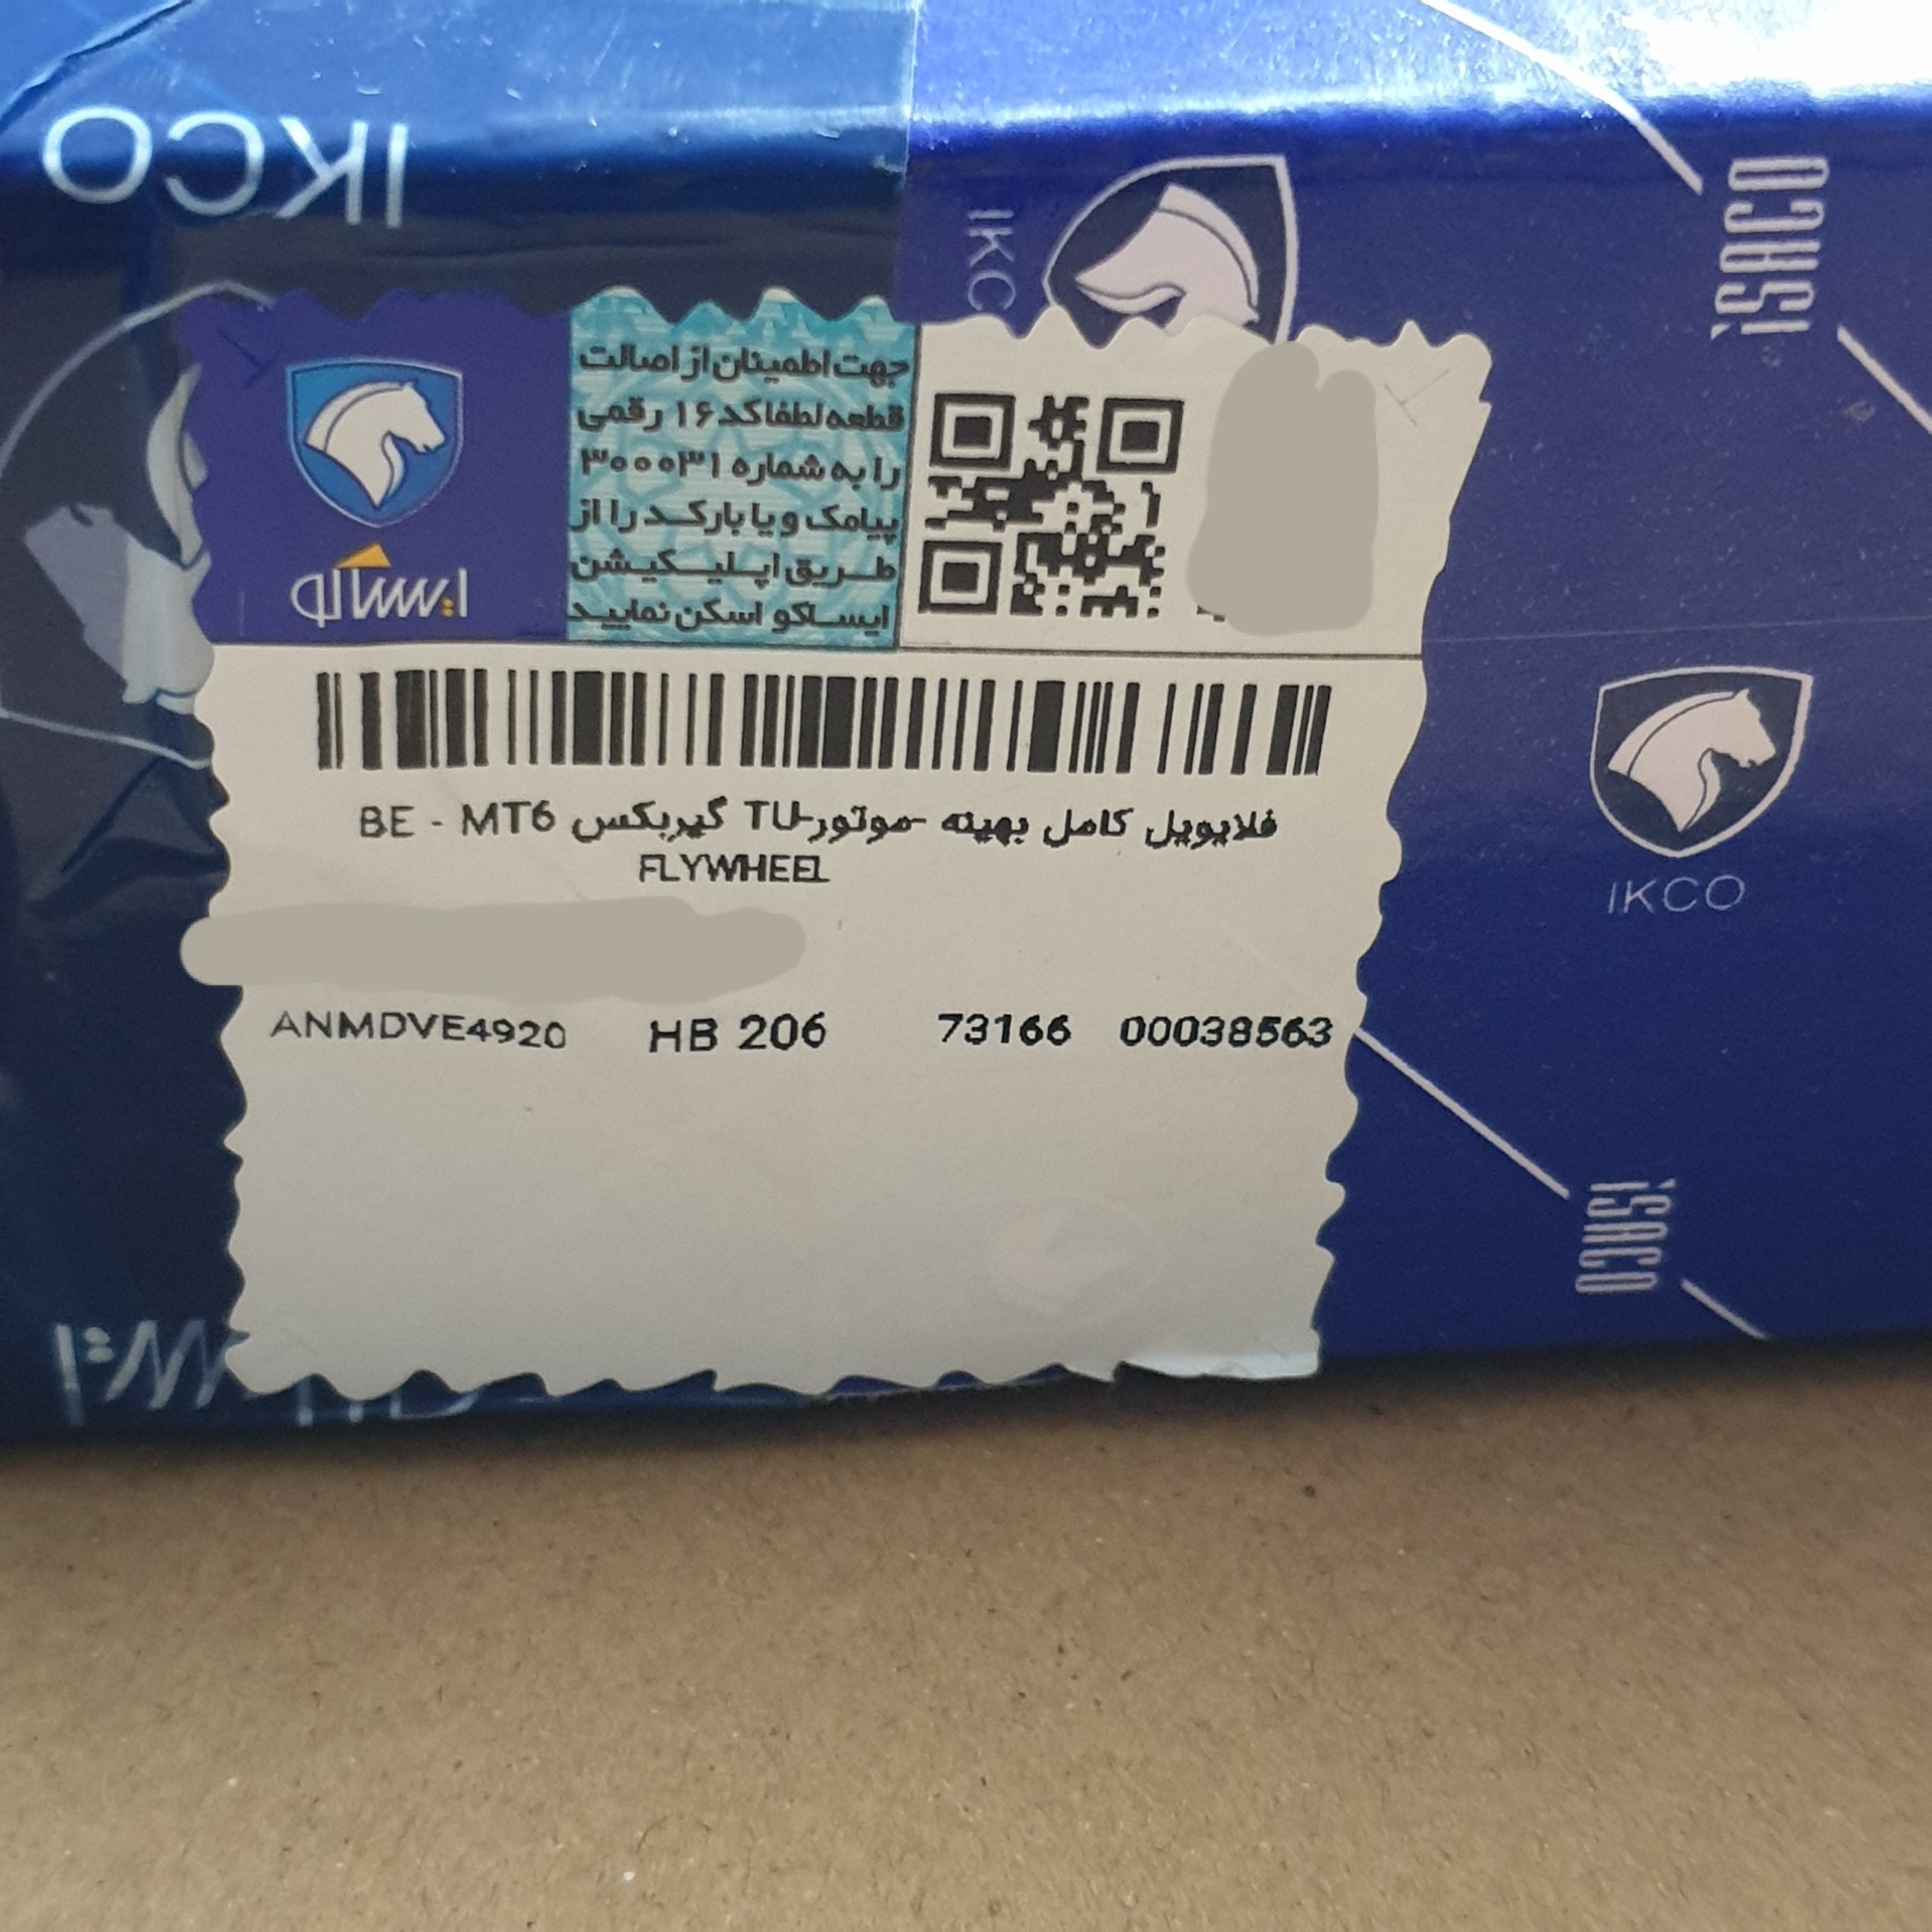 IKCO
IKC
isaco
جهت اطمینان از اصالت
قطعه لطفا کد ۱۶ رقمی
را به شماره ۳۰۰۰۳۱
پیامک و یا بارکد را از
طریق اپلیکیشن
ایساکو اسکن نمایید
ایساکو
فلایویل کامل بهینه -موتور-TU گیربکس BE - MT6
FLYWHEEL
IKCO
ANMDVE4920 HB 206 73166 00038563
isaco